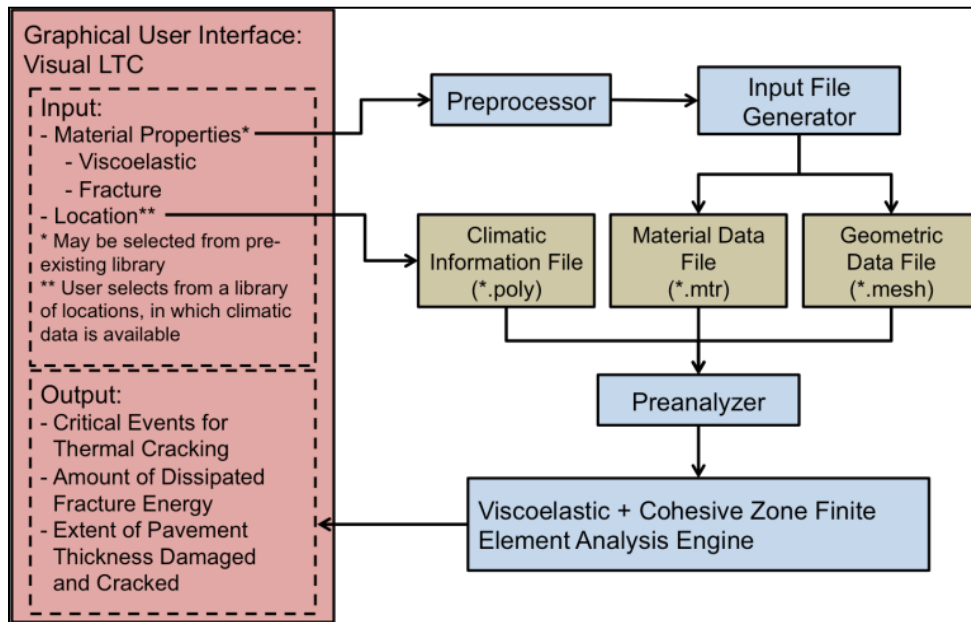 Graphical User Interface:
Visual LTC
Input:
- Material Properties*
- Viscoelastic
- Fracture
- Location**
* May be selected from pre-
existing library
** User selects from a library
of locations, in which climatic
data is available
Output:
- Critical Events for
Thermal Cracking
- Amount of Dissipated
Fracture Energy
- Extent of Pavement
Thickness Damaged
and Cracked
Preprocessor
Input File
Generator
Climatic
Information File
(*.poly)
Material Data
File
(*.mtr)
Geometric
Data File
(*.mesh)
Preanalyzer
Viscoelastic + Cohesive Zone Finite
Element Analysis Engine